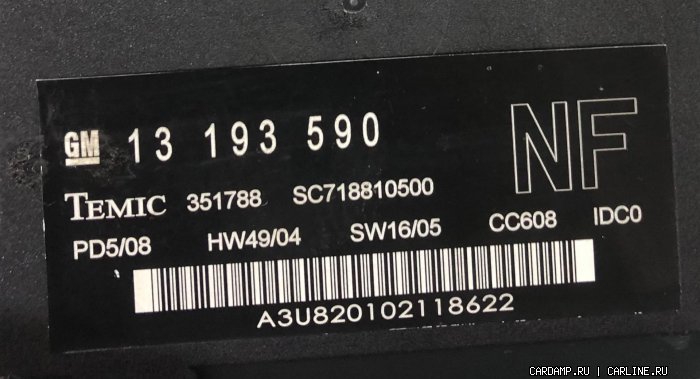 GM 13 193 590 NF
TEMIC 351788 SC718810500
PD5/08 HW49/04 SW16/05 CC608 IDC0
A3U820102118622
CARDAMP.RU | CARLINE.RU